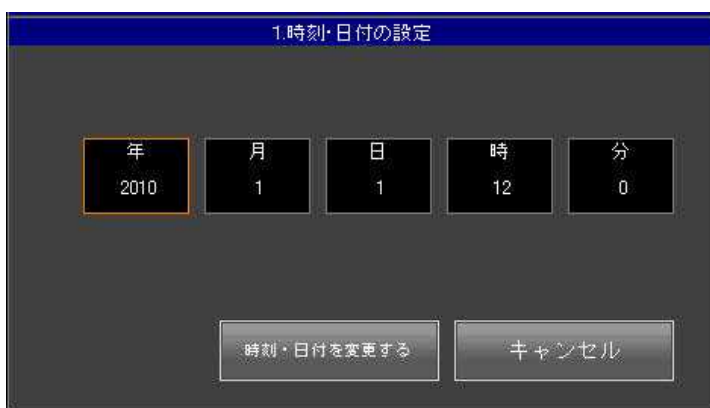 1.時刻・日付の設定
年 月 日 時 分
2010 1 1 12 0
時刻・日付を変更する キャンセル